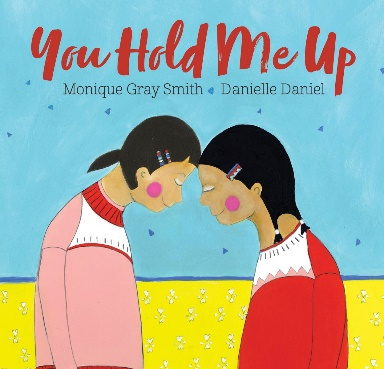 You Hold Me Up
Monique Gray Smith Danielle Daniel